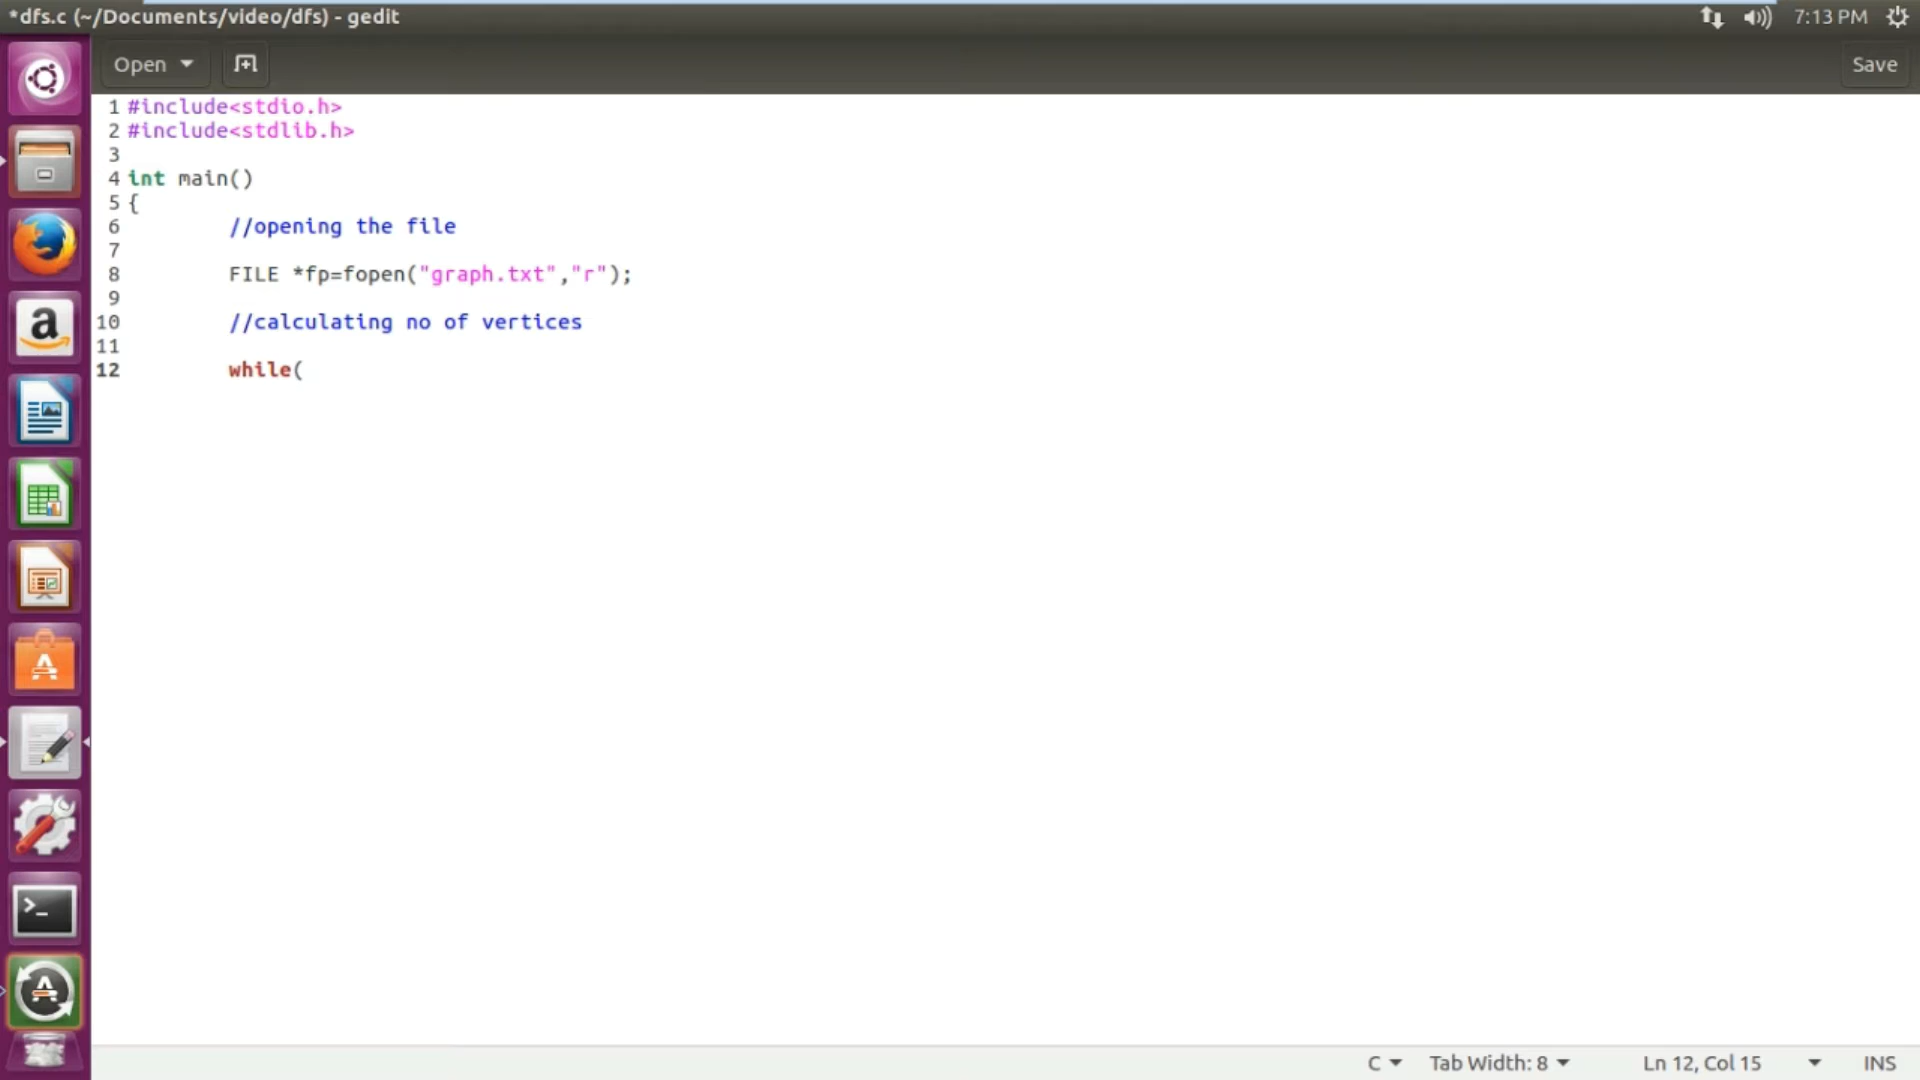 *dfs.c (~/Documents/video/dfs) - gedit
7:13 PM
Open
Save
1 #include<stdio.h>
2 #include<stdlib.h>
3
4 int main()
5 {
6 //opening the file
7
8 FILE *fp=fopen("graph.txt","r");
9
10 //calculating no of vertices
11
12 while(
C
Tab Width: 8
Ln 12, Col 15
INS